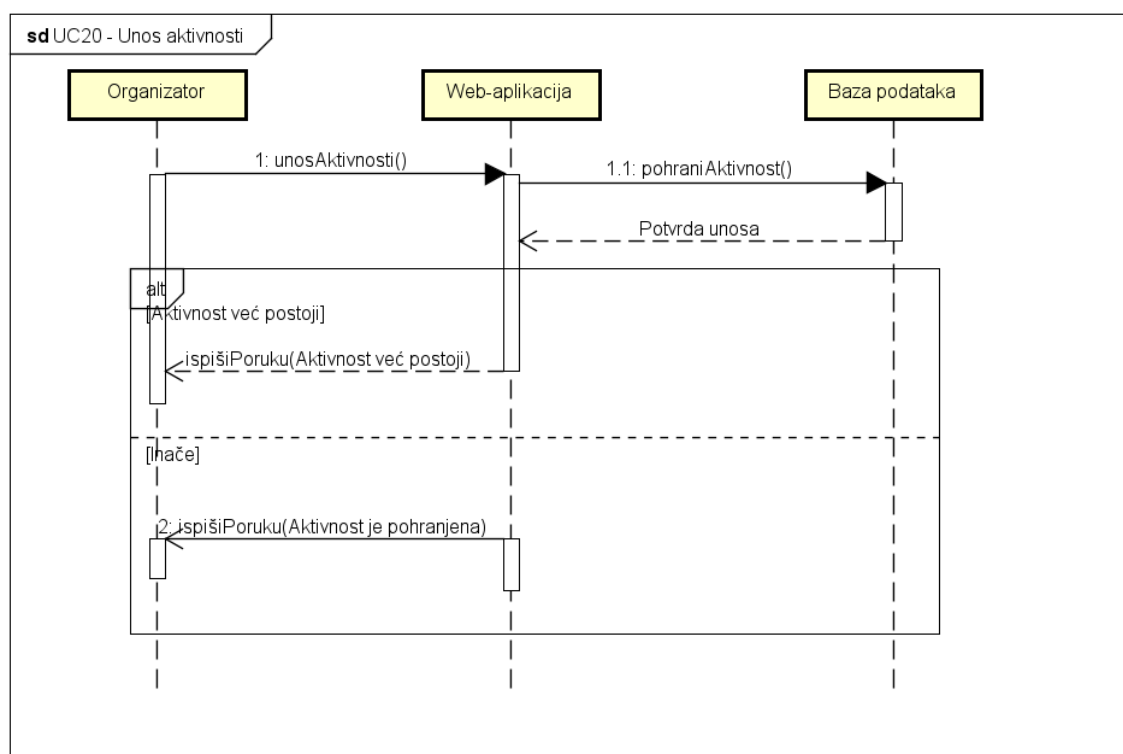 sd UC20 - Unos aktivnosti
Organizator
Web-aplikacija
Baza podataka
1: unosAktivnosti()
1.1: pohraniAktivnost()
Potvrda unosa
alt
[Aktivnost već postoji]
ispišiPoruku(Aktivnost već postoji)
[Inače]
2: ispišiPoruku(Aktivnost je pohranjena)